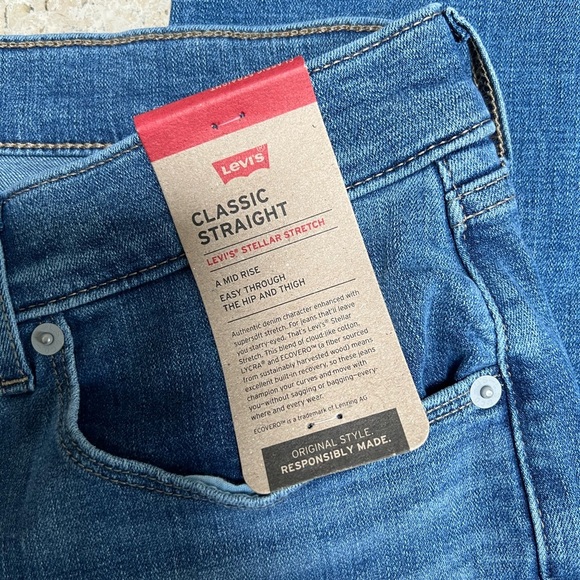 Levi's®
CLASSIC
STRAIGHT
LEVI'S® STELLAR STRETCH
A MID RISE
EASY THROUGH
THE HIP AND THIGH
Authentic denim character enhanced with
supersoft stretch. For jeans that'll leave
you starry-eyed. That's Levi's® Stellar
Stretch. This blend of cloud-like cotton,
LYCRA® and ECOVERO™ (a fiber sourced
from sustainably harvested wood) means
excellent built-in recovery, so these jeans
champion your curves and move with
you—without sagging or bagging—every-
where and every wear.
ECOVERO™ is a trademark of Lenzing AG
ORIGINAL STYLE.
RESPONSIBLY MADE.